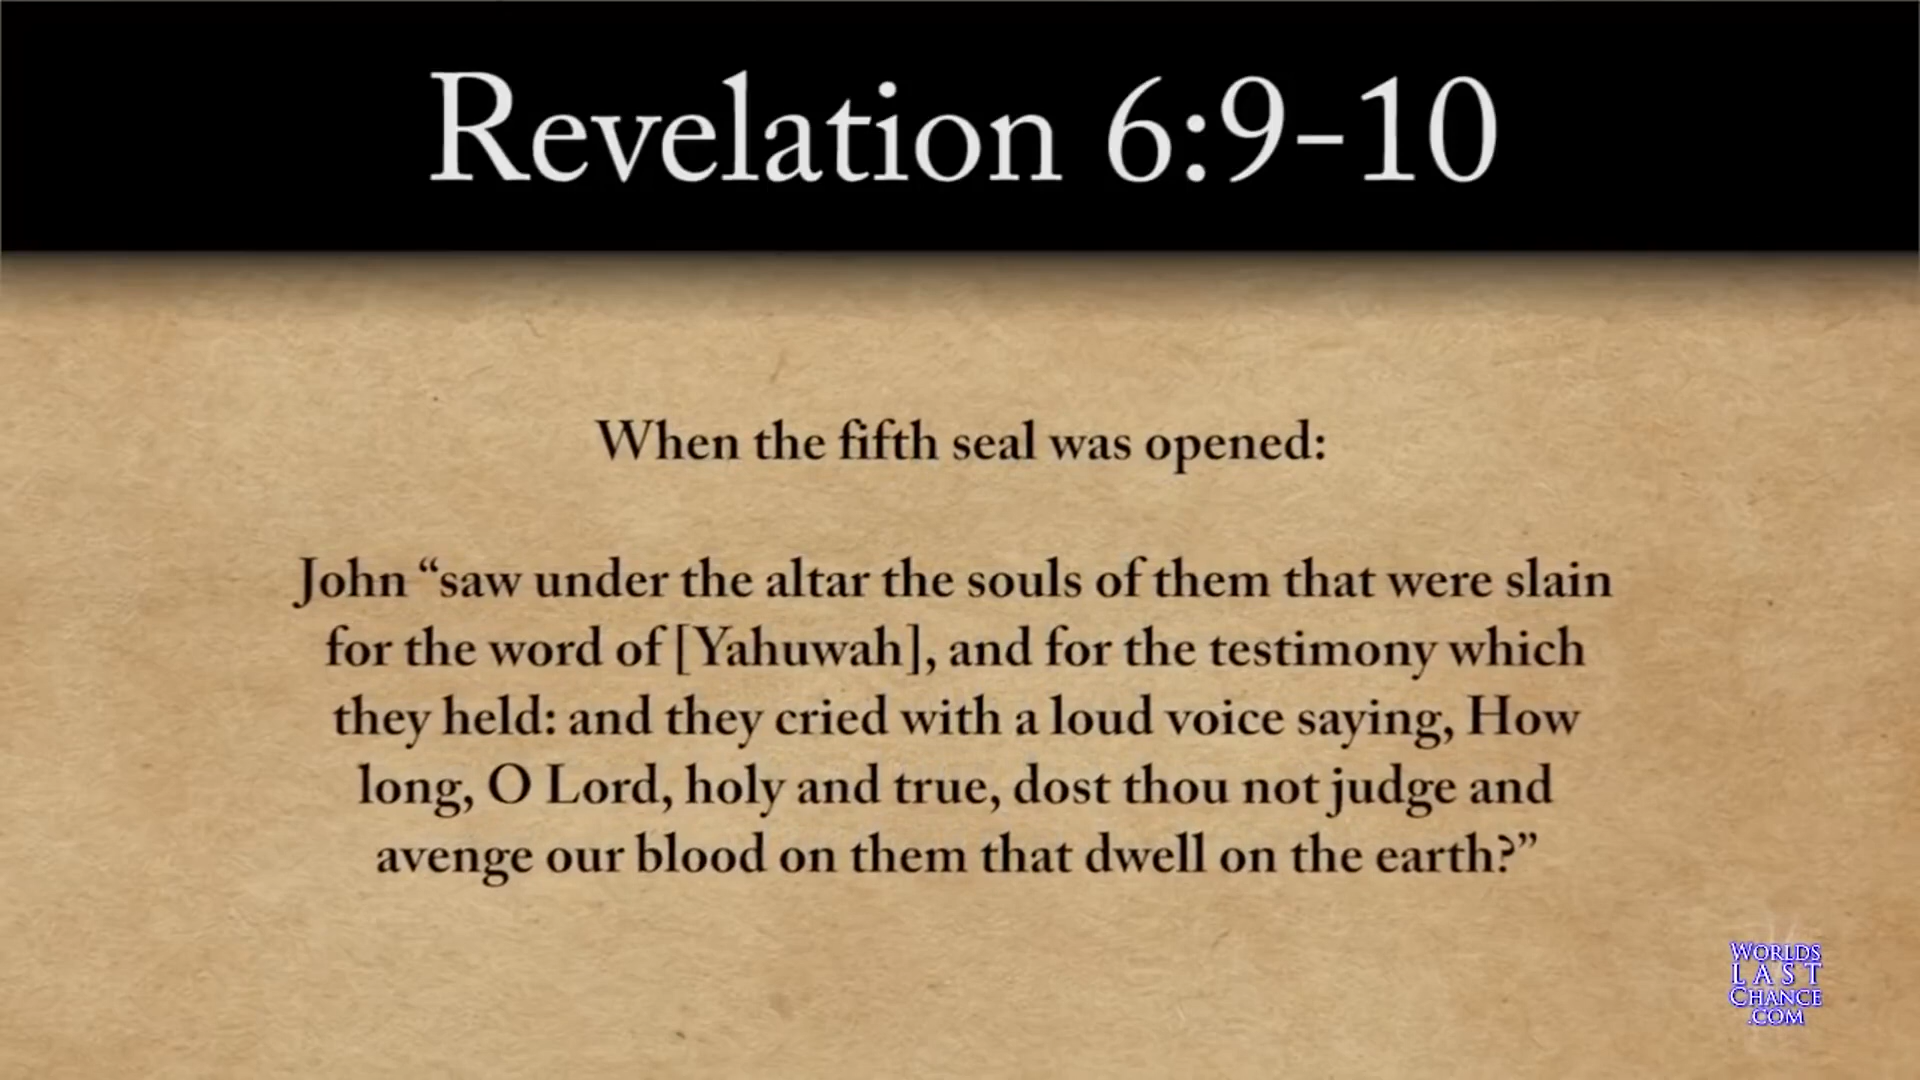 Revelation 6:9-10
When the fifth seal was opened:
John “saw under the altar the souls of them that were slain
for the word of [Yahuwah], and for the testimony which
they held: and they cried with a loud voice saying, How
long, O Lord, holy and true, dost thou not judge and
avenge our blood on them that dwell on the earth?”
WORLDS
LAST
CHANCE
.COM